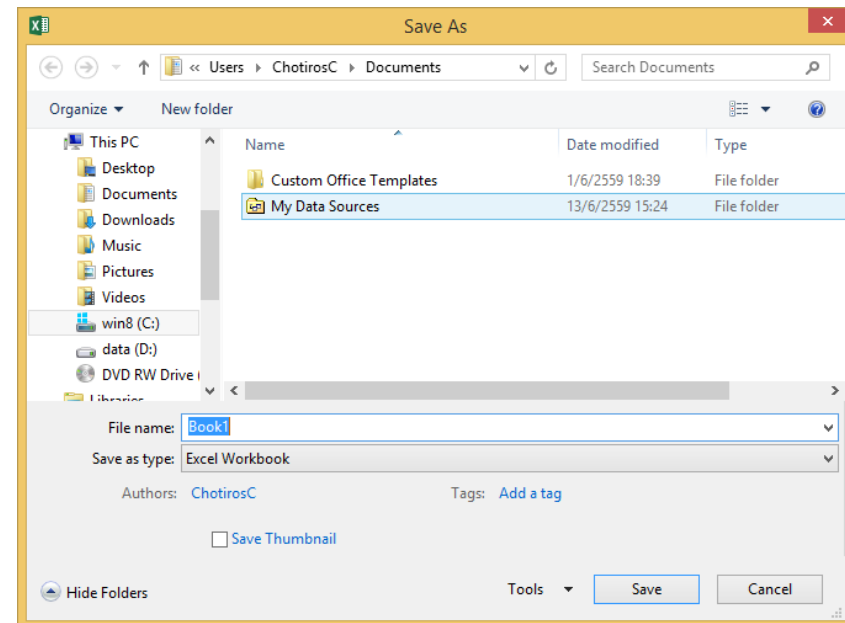 Save As
« Users ▸ ChotirosC ▸ Documents
Search Documents
Organize
New folder
This PC
Desktop
Documents
Downloads
Music
Pictures
Videos
win8 (C:)
data (D:)
DVD RW Drive (
Libraries
Name Date modified Type
Custom Office Templates 1/6/2559 18:39 File folder
My Data Sources 13/6/2559 15:24 File folder
File name: Book1
Save as type: Excel Workbook
Authors: ChotirosC Tags: Add a tag
Save Thumbnail
Hide Folders Tools Save Cancel